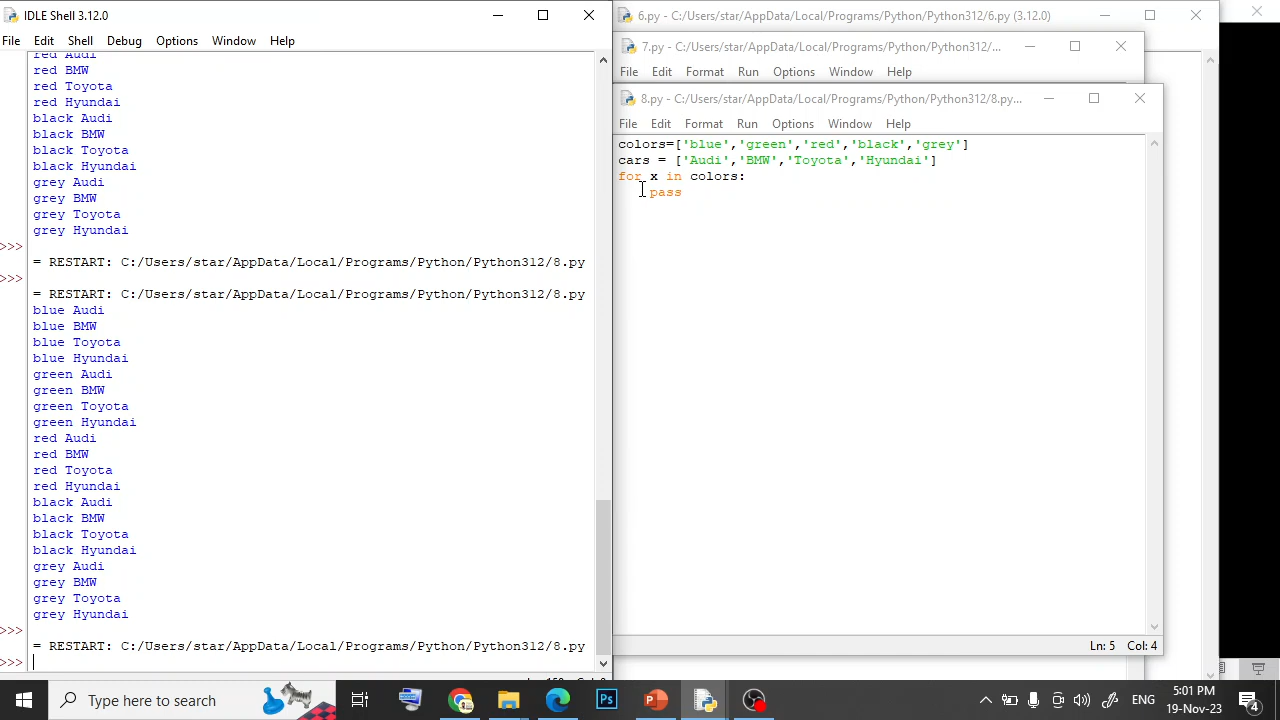 IDLE Shell 3.12.0
File Edit Shell Debug Options Window Help
red Audi
red BMW
red Toyota
red Hyundai
black Audi
black BMW
black Toyota
black Hyundai
grey Audi
grey BMW
grey Toyota
grey Hyundai
>>>
= RESTART: C:/Users/star/AppData/Local/Programs/Python/Python312/8.py
>>>
= RESTART: C:/Users/star/AppData/Local/Programs/Python/Python312/8.py
blue Audi
blue BMW
blue Toyota
blue Hyundai
green Audi
green BMW
green Toyota
green Hyundai
red Audi
red BMW
red Toyota
red Hyundai
black Audi
black BMW
black Toyota
black Hyundai
grey Audi
grey BMW
grey Toyota
grey Hyundai
>>>
= RESTART: C:/Users/star/AppData/Local/Programs/Python/Python312/8.py
>>>
6.py - C:/Users/star/AppData/Local/Programs/Python/Python312/6.py (3.12.0)
7.py - C:/Users/star/AppData/Local/Programs/Python/Python312/...
File Edit Format Run Options Window Help
8.py - C:/Users/star/AppData/Local/Programs/Python/Python312/8.py...
File Edit Format Run Options Window Help
colors=['blue','green','red','black','grey']
cars = ['Audi','BMW','Toyota','Hyundai']
for x in colors:
    pass
Ln: 5 Col: 4
Type here to search
Ps
ENG
5:01 PM
19-Nov-23
4